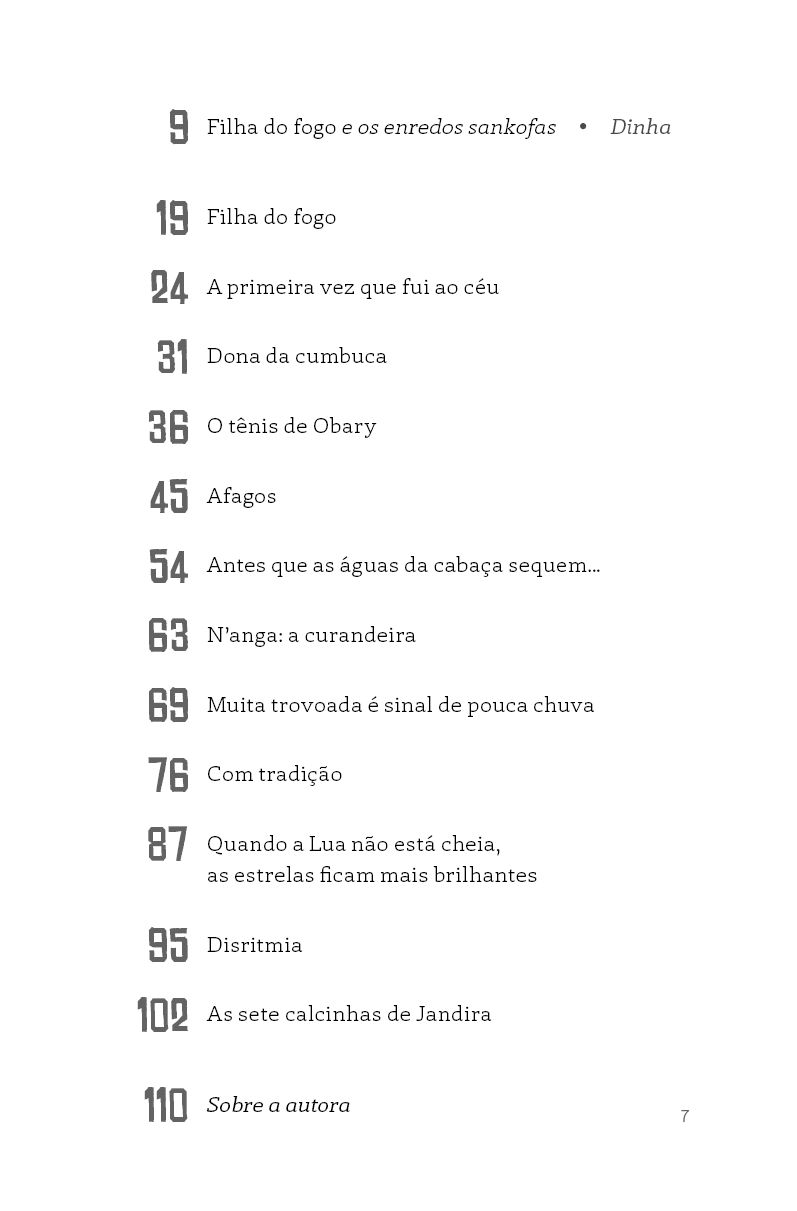 9 Filha do fogo e os enredos sankofas • Dinha
19 Filha do fogo
24 A primeira vez que fui ao céu
31 Dona da cumbuca
36 O tênis de Obary
45 Afagos
54 Antes que as águas da cabaça sequem...
63 N’anga: a curandeira
69 Muita trovoada é sinal de pouca chuva
76 Com tradição
87 Quando a Lua não está cheia,
as estrelas ficam mais brilhantes
95 Disritmia
102 As sete calcinhas de Jandira
110 Sobre a autora
7